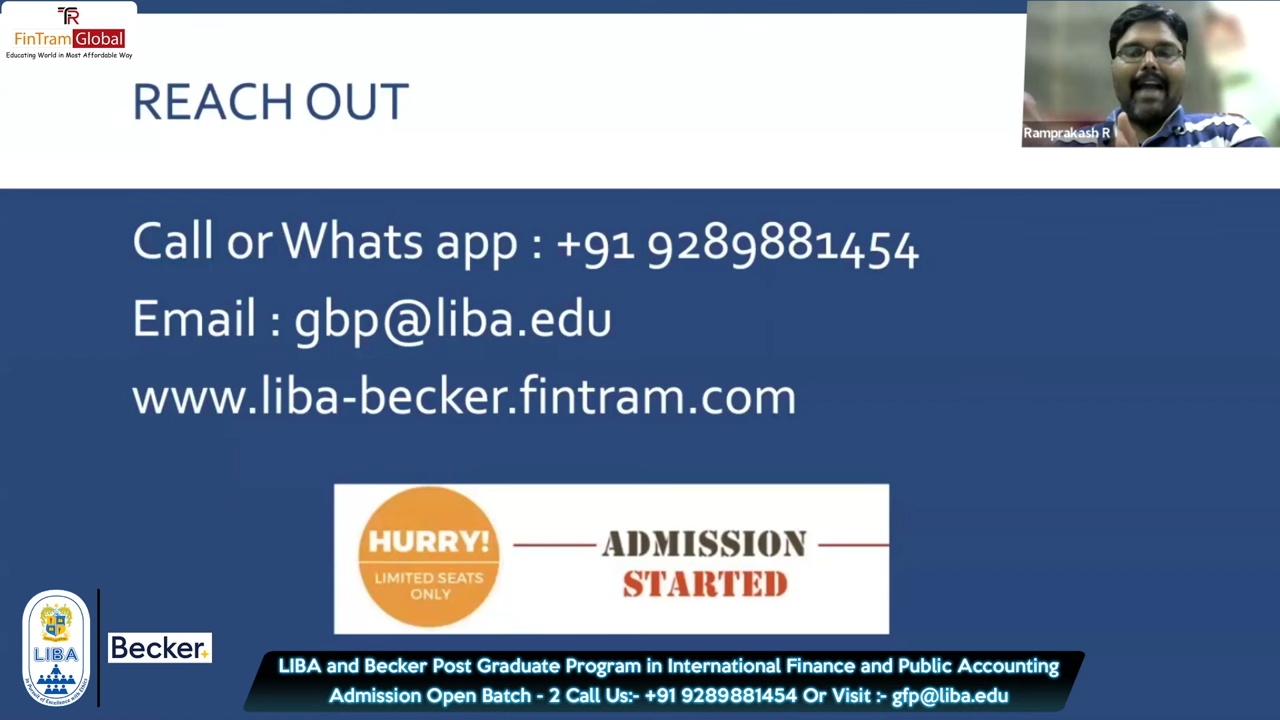 FinTram Global
Educating World in Most Affordable Way
REACH OUT
Ramprakash R
Call or Whats app : +91 9289881454
Email : gbp@liba.edu
www.liba-becker.fintram.com
HURRY!
LIMITED SEATS
ONLY
ADMISSION
STARTED
LIBA
Becker
LIBA and Becker Post Graduate Program in International Finance and Public Accounting
Admission Open Batch - 2 Call Us:- +91 9289881454 Or Visit :- gfp@liba.edu